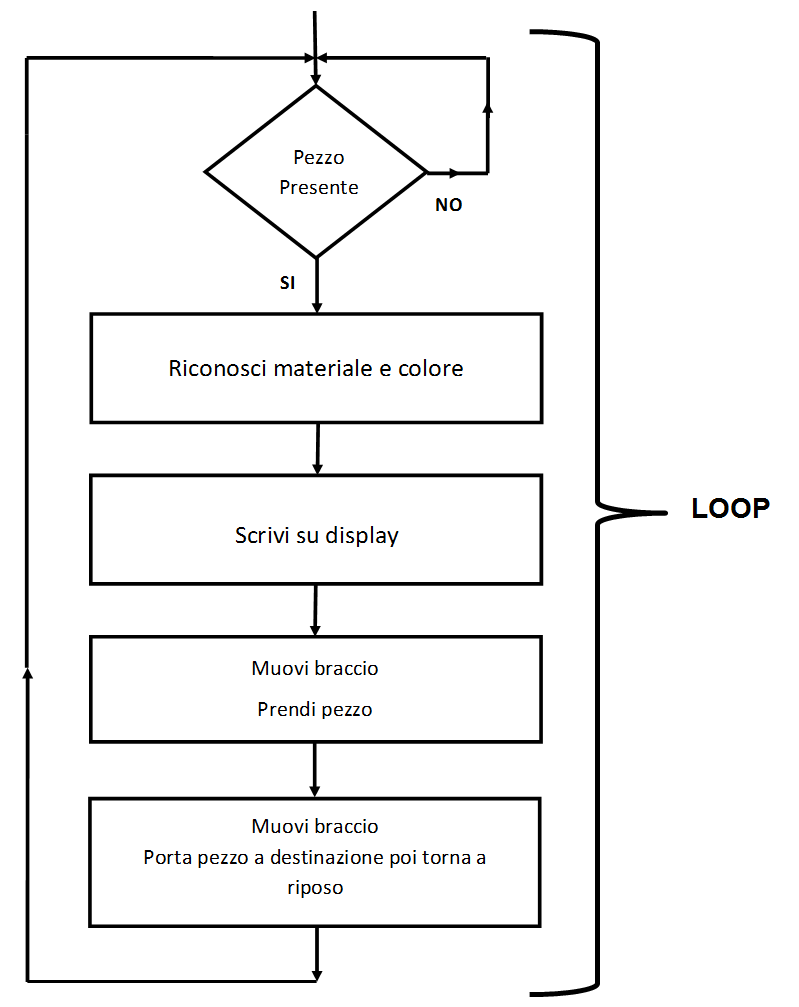 Pezzo
Presente
NO
SI
Riconosci materiale e colore
Scrivi su display
LOOP
Muovi braccio
Prendi pezzo
Muovi braccio
Porta pezzo a destinazione poi torna a
riposo